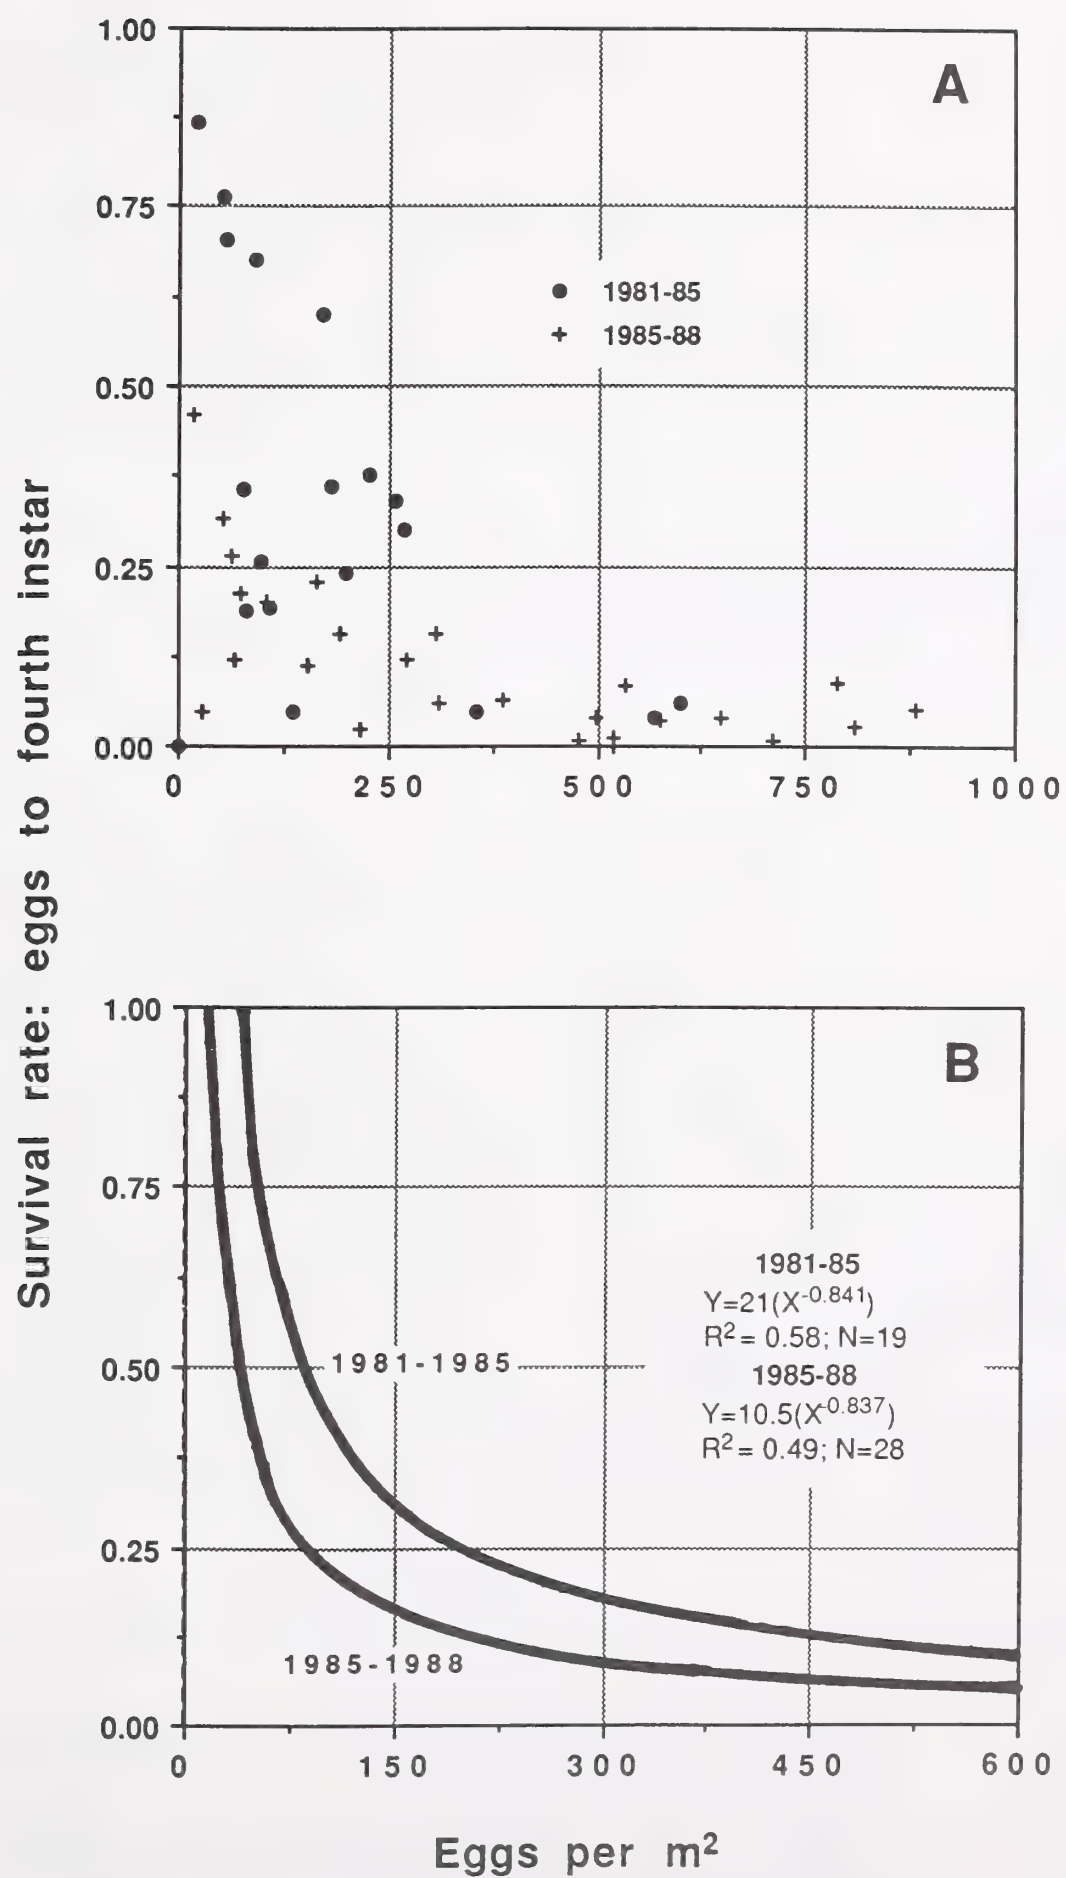 Survival rate: eggs to fourth instar
1.00
0.75
0.50
0.25
0.00
A
1981-85
1985-88
0 250 500 750 1000
1.00
0.75
0.50
0.25
0.00
B
1981-85
Y=21(X^-0.841)
R² = 0.58; N=19
1985-88
Y=10.5(X^-0.837)
R² = 0.49; N=28
1981-1985
1985-1988
0 150 300 450 600
Eggs per m²